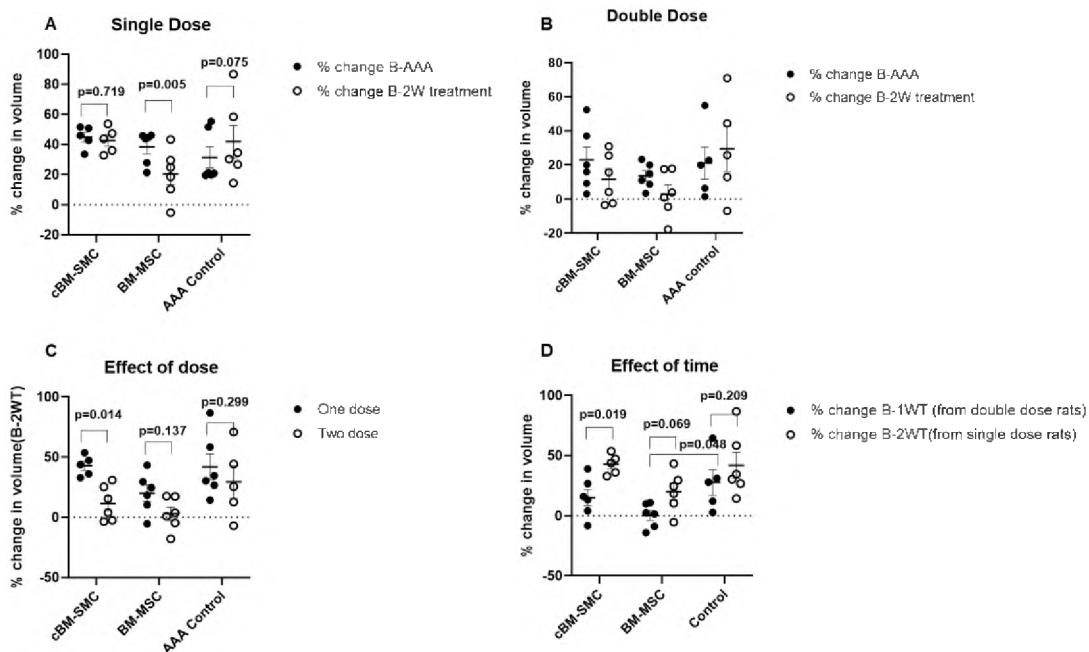 A
Single Dose
% change in volume
100
80
60
40
20
0
-20
p=0.719
p=0.005
p=0.075
cBM-SMC
BM-MSC
AAA Control
% change B-AAA
% change B-2W treatment
B
Double Dose
% change in volume
80
60
40
20
0
-20
cBM-SMC
BM-MSC
AAA control
% change B-AAA
% change B-2W treatment
C
Effect of dose
% change in volume(B-2WT)
100
50
0
-50
p=0.014
p=0.137
p=0.299
cBM-SMC
BM-MSC
AAA Control
One dose
Two dose
D
Effect of time
% change in volume
100
50
0
-50
p=0.019
p=0.069
p=0.048
p=0.209
cBM-SMC
BM-MSC
Control
% change B-1WT (from double dose rats)
% change B-2WT(from single dose rats)